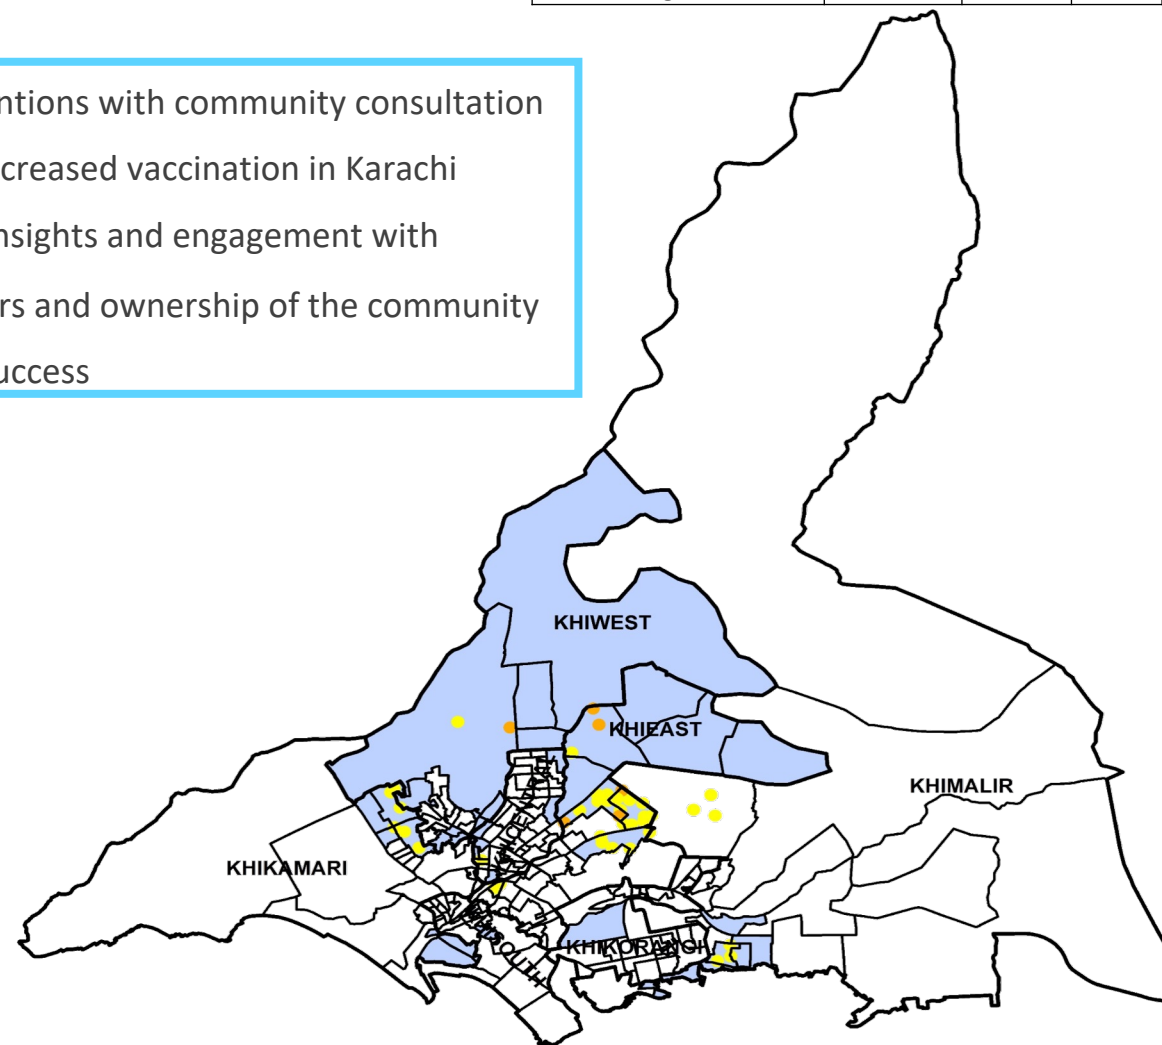 ntions with community consultation
creased vaccination in Karachi
nsights and engagement with
rs and ownership of the community
uccess
KHIWEST
KHIEAST
KHIMALIR
KHIKAMARI
KHIKORANGI